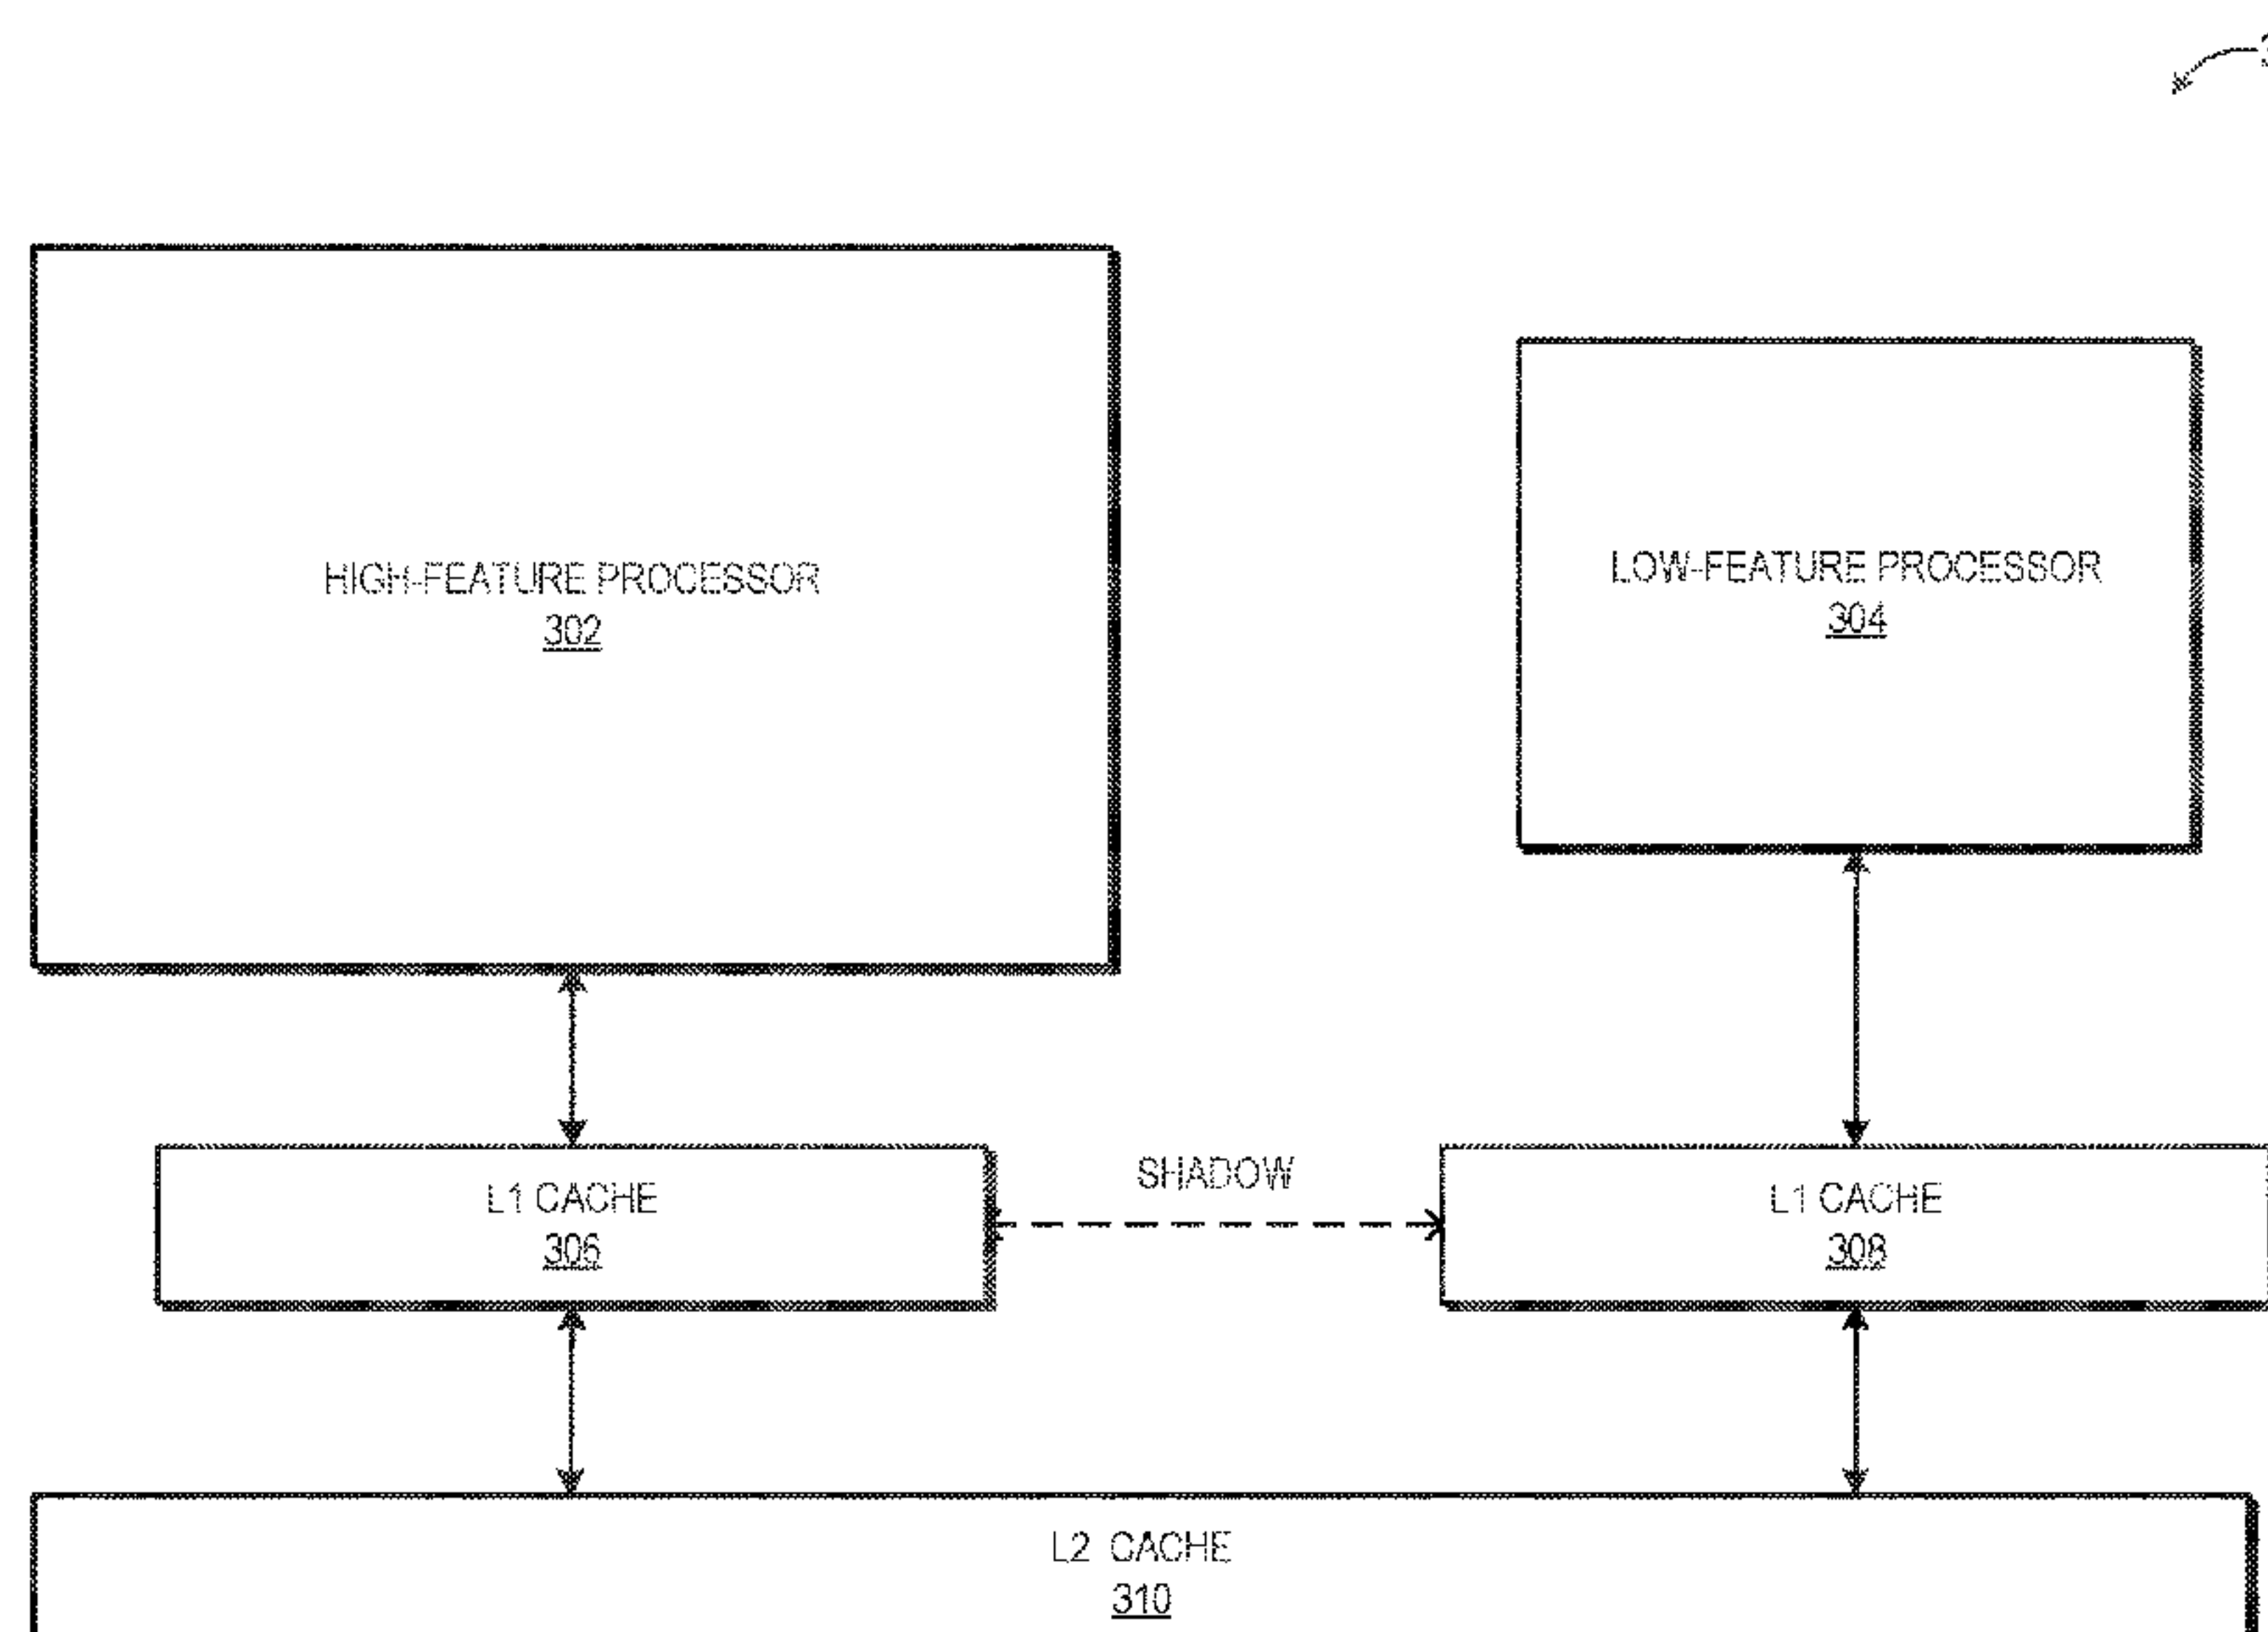 HIGH-FEATURE PROCESSOR
302
LOW-FEATURE PROCESSOR
304
SHADOW
L1 CACHE
306
L1 CACHE
308
L2 CACHE
310